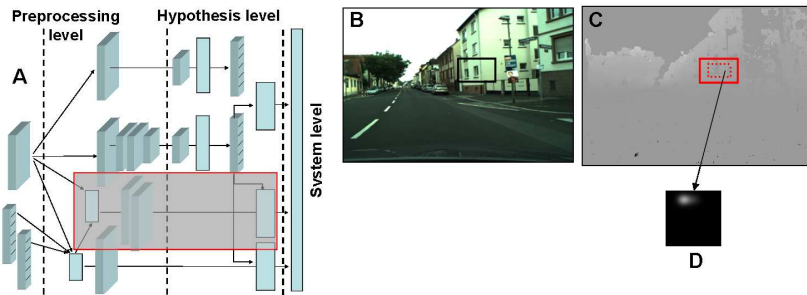 Preprocessing
level
Hypothesis level
A
System level
B
C
D